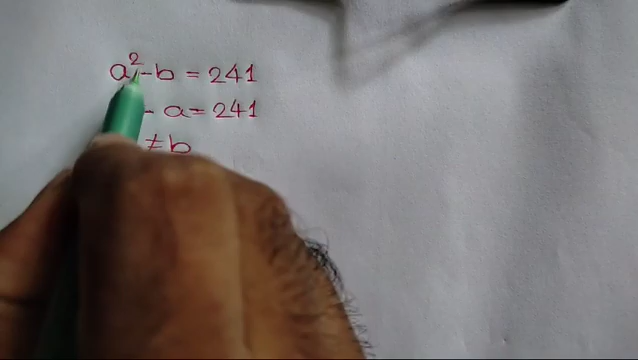 a² - b = 241
- a = 241
≠ b